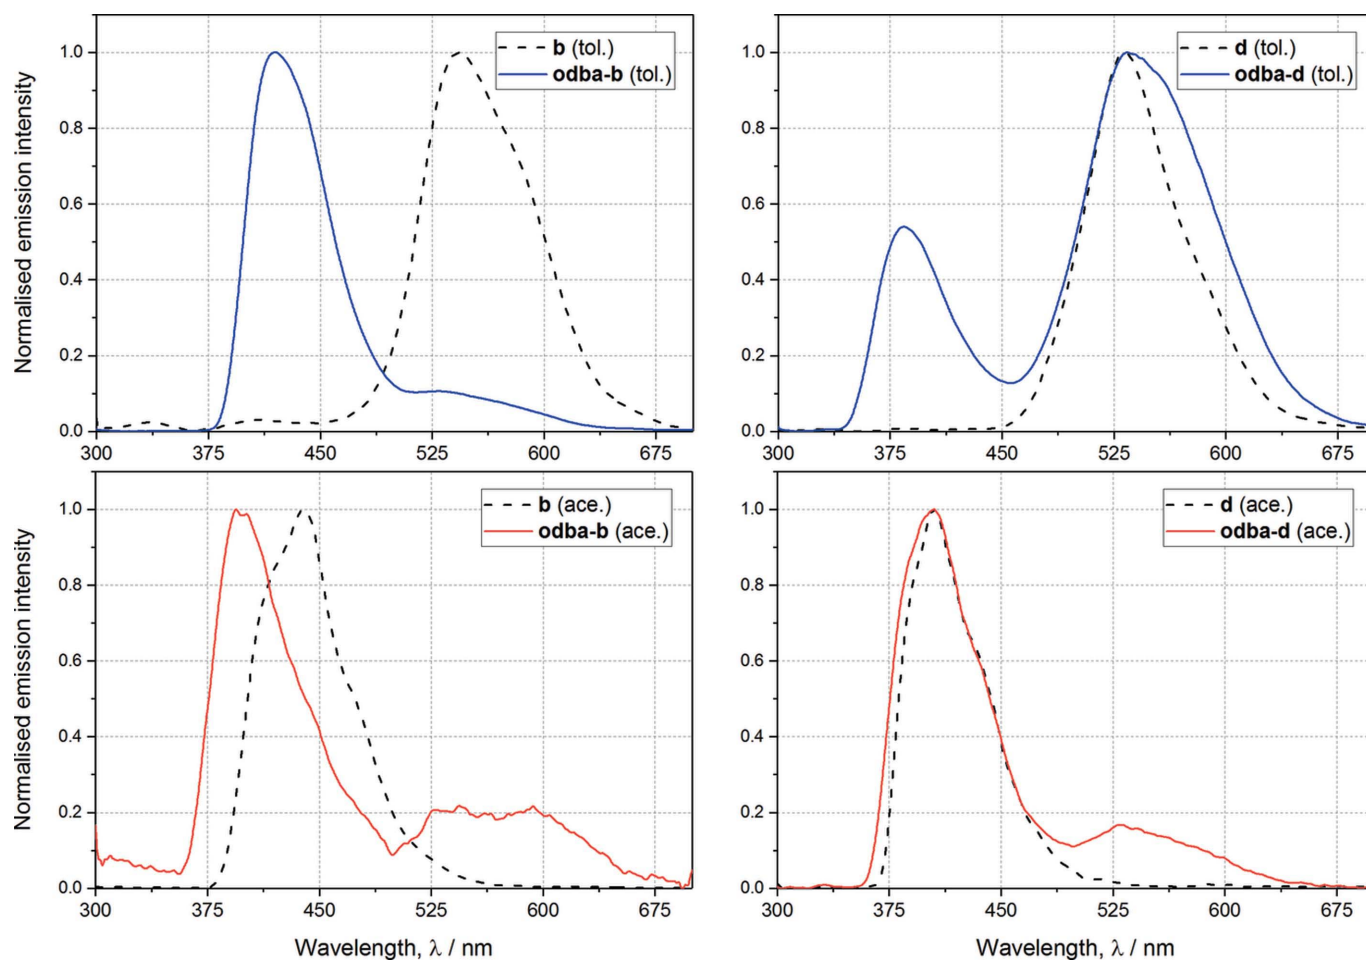 Normalised emission intensity
1.0
0.8
0.6
0.4
0.2
0.0
300 375 450 525 600 675
b (tol.)
odba-b (tol.)
1.0
0.8
0.6
0.4
0.2
0.0
300 375 450 525 600 675
d (tol.)
odba-d (tol.)
Normalised emission intensity
1.0
0.8
0.6
0.4
0.2
0.0
300 375 450 525 600 675
b (ace.)
odba-b (ace.)
Wavelength, λ / nm
1.0
0.8
0.6
0.4
0.2
0.0
300 375 450 525 600 675
d (ace.)
odba-d (ace.)
Wavelength, λ / nm